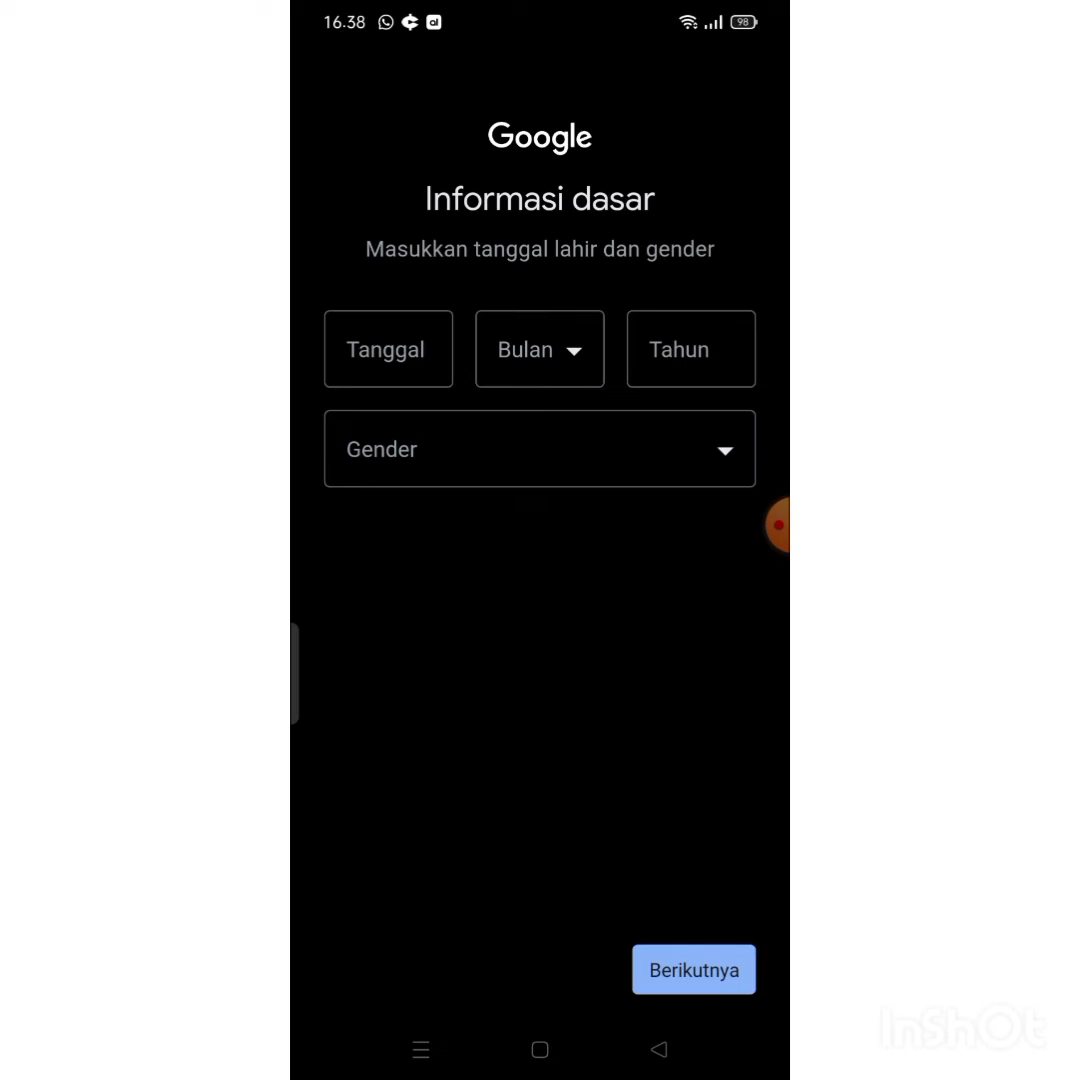 16.38
98
Google
Informasi dasar
Masukkan tanggal lahir dan gender
Tanggal
Bulan
Tahun
Gender
Berikutnya
InShOt